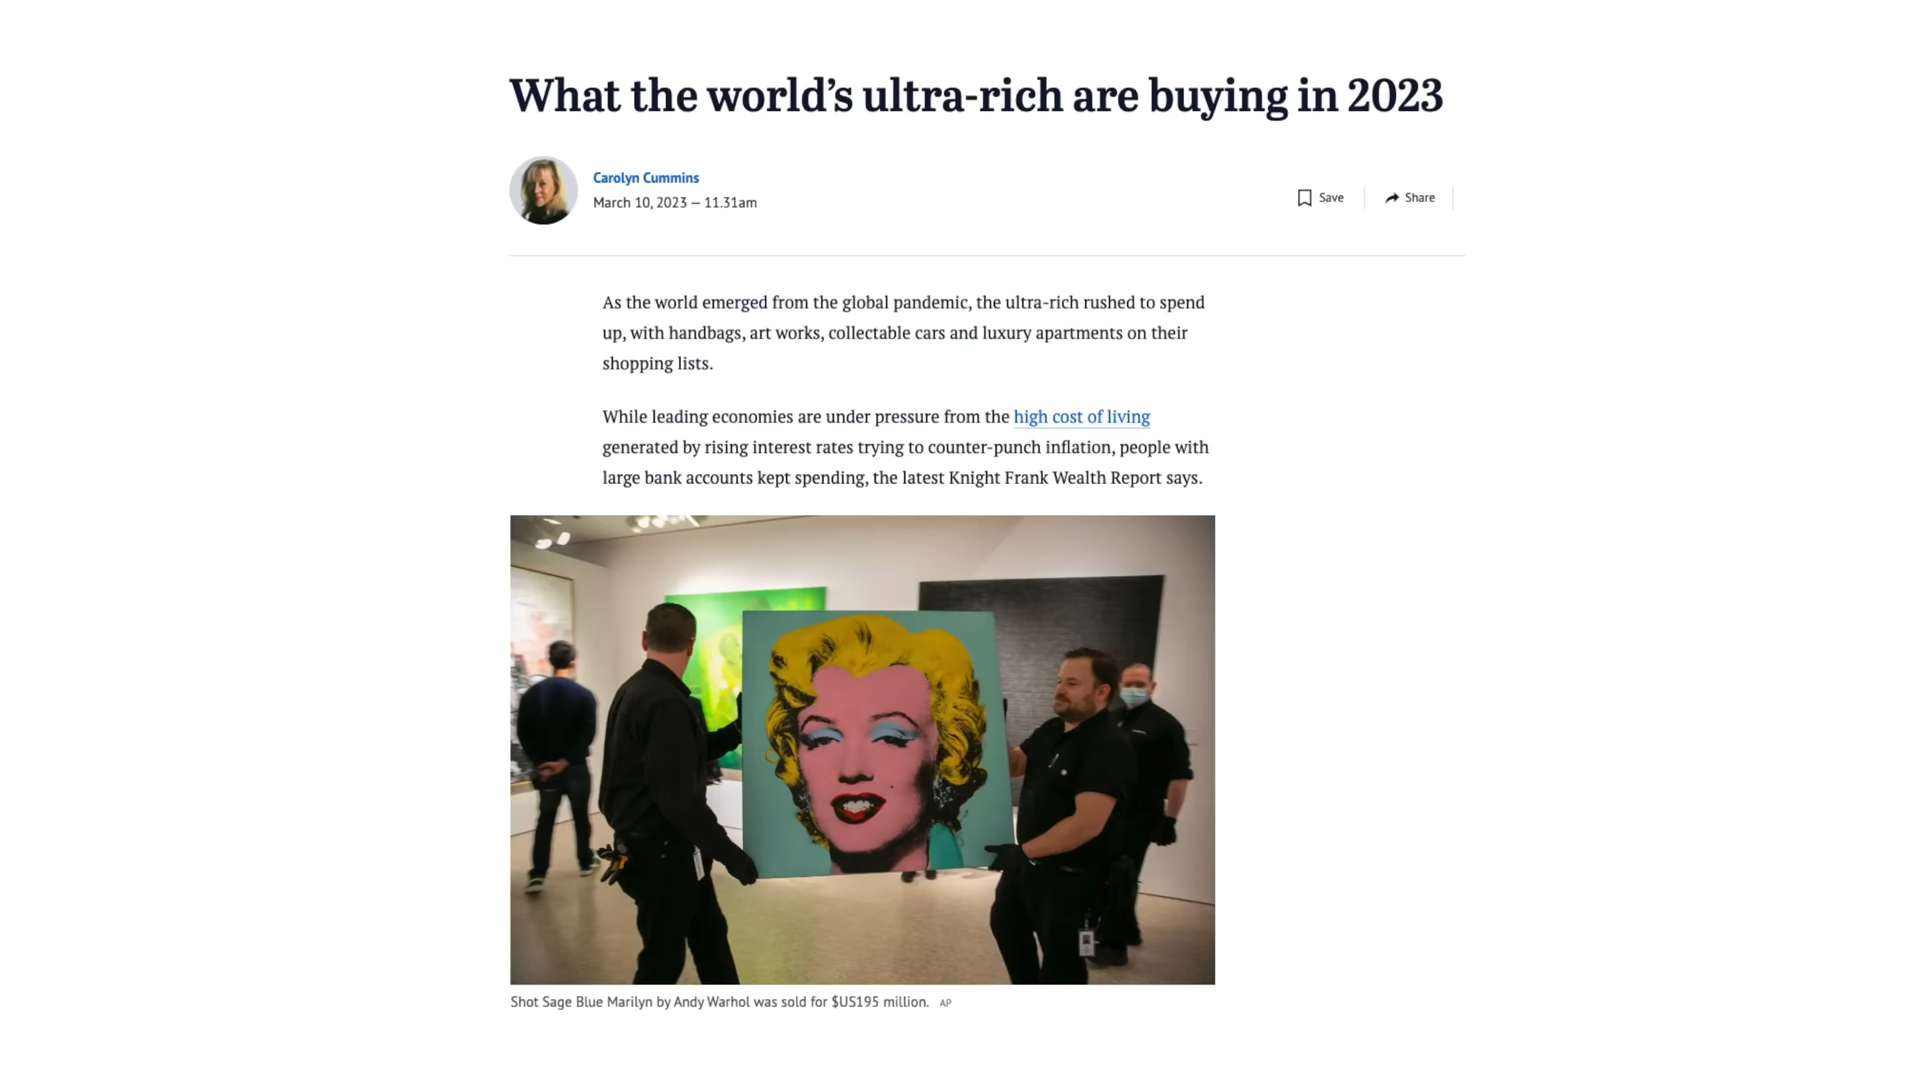 What the world’s ultra-rich are buying in 2023
Carolyn Cummins
March 10, 2023 — 11.31am
Save
Share
As the world emerged from the global pandemic, the ultra-rich rushed to spend
up, with handbags, art works, collectable cars and luxury apartments on their
shopping lists.
While leading economies are under pressure from the high cost of living
generated by rising interest rates trying to counter-punch inflation, people with
large bank accounts kept spending, the latest Knight Frank Wealth Report says.
Shot Sage Blue Marilyn by Andy Warhol was sold for $US195 million. AP